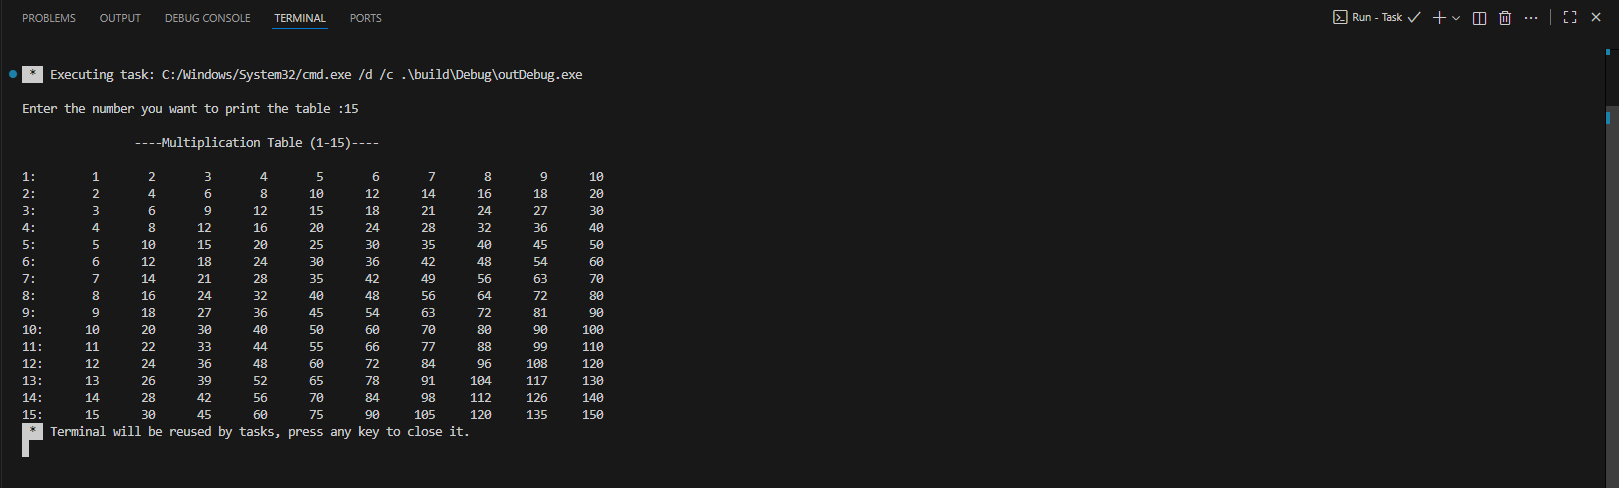 PROBLEMS OUTPUT DEBUG CONSOLE TERMINAL PORTS Run - Task
* Executing task: C:/Windows/System32/cmd.exe /d /c .\build\Debug\outDebug.exe
Enter the number you want to print the table :15
----Multiplication Table (1-15)----
1: 1 2 3 4 5 6 7 8 9 10
2: 2 4 6 8 10 12 14 16 18 20
3: 3 6 9 12 15 18 21 24 27 30
4: 4 8 12 16 20 24 28 32 36 40
5: 5 10 15 20 25 30 35 40 45 50
6: 6 12 18 24 30 36 42 48 54 60
7: 7 14 21 28 35 42 49 56 63 70
8: 8 16 24 32 40 48 56 64 72 80
9: 9 18 27 36 45 54 63 72 81 90
10: 10 20 30 40 50 60 70 80 90 100
11: 11 22 33 44 55 66 77 88 99 110
12: 12 24 36 48 60 72 84 96 108 120
13: 13 26 39 52 65 78 91 104 117 130
14: 14 28 42 56 70 84 98 112 126 140
15: 15 30 45 60 75 90 105 120 135 150
* Terminal will be reused by tasks, press any key to close it.